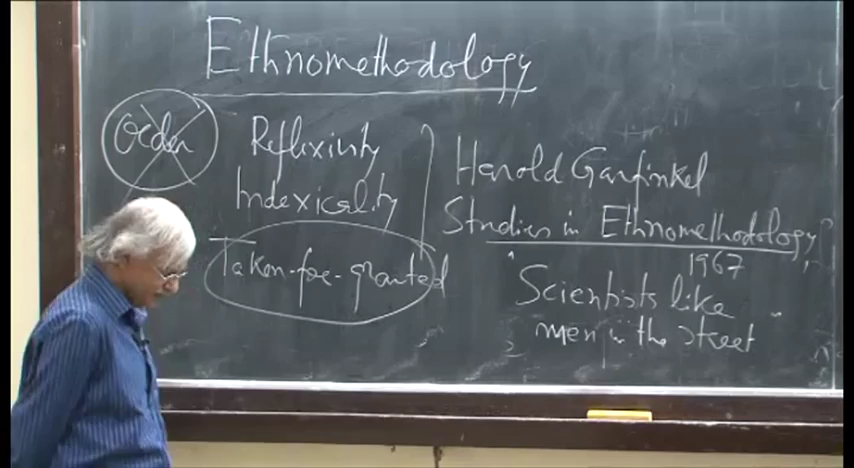 Ethnomethodology
Order
Reflexivity
Indexicality
Taken-for-granted
Harold Garfinkel
Studies in Ethnomethodology
1967
Scientists like
men in the street